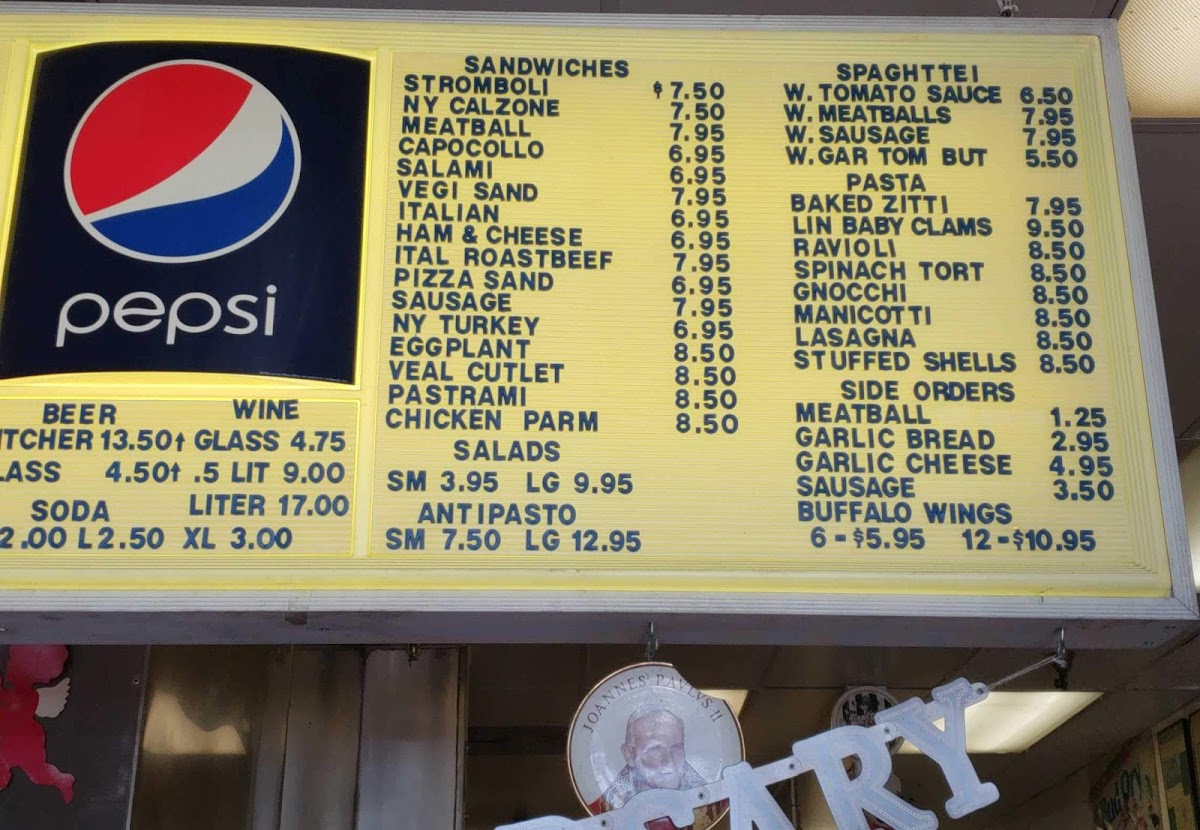 pepsi
BEER
ITCHER 13.50†
LASS 4.50†
SODA
2.00 L 2.50 XL 3.00
WINE
GLASS 4.75
.5 LIT 9.00
LITER 17.00
SANDWICHES
STROMBOLI $7.50
NY CALZONE 7.50
MEATBALL 7.95
CAPOCOLLO 6.95
SALAMI 6.95
VEGI SAND 7.95
ITALIAN 6.95
HAM & CHEESE 6.95
ITAL ROASTBEEF 7.95
PIZZA SAND 6.95
SAUSAGE 7.95
NY TURKEY 6.95
EGGPLANT 8.50
VEAL CUTLET 8.50
PASTRAMI 8.50
CHICKEN PARM 8.50
SALADS
SM 3.95 LG 9.95
ANTIPASTO
SM 7.50 LG 12.95
SPAGHTTEI
W. TOMATO SAUCE 6.50
W. MEATBALLS 7.95
W. SAUSAGE 7.95
W. GAR TOM BUT 5.50
PASTA
BAKED ZITTI 7.95
LIN BABY CLAMS 9.50
RAVIOLI 8.50
SPINACH TORT 8.50
GNOCCHI 8.50
MANICOTTI 8.50
LASAGNA 8.50
STUFFED SHELLS 8.50
SIDE ORDERS
MEATBALL 1.25
GARLIC BREAD 2.95
GARLIC CHEESE 4.95
SAUSAGE 3.50
BUFFALO WINGS
6 - $5.95 12 - $10.95
JOANNES PAVLVS II
ARY